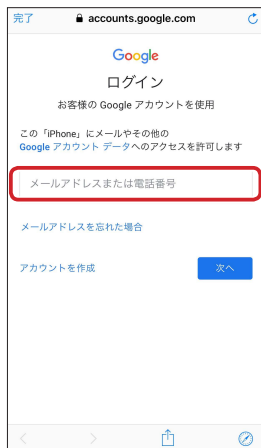 完了 accounts.google.com
Google
ログイン
お客様の Google アカウントを使用
この「iPhone」にメールやその他の
Google アカウント データへのアクセスを許可します
メールアドレスまたは電話番号
メールアドレスを忘れた場合
アカウントを作成 次へ